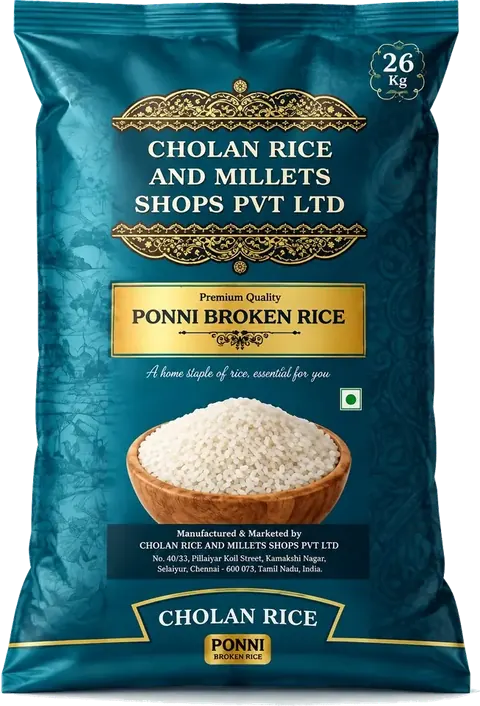 26
Kg
CHOLAN RICE
AND MILLETS
SHOPS PVT LTD
Premium Quality
PONNI BROKEN RICE
A home staple of rice, essential for you
Manufactured & Marketed by
CHOLAN RICE AND MILLETS SHOPS PVT LTD
No. 40/33, Pillaiyar Koil Street, Kamakshi Nagar,
Selaiyur, Chennai - 600 073, Tamil Nadu, India.
CHOLAN RICE
PONNI
BROKEN RICE